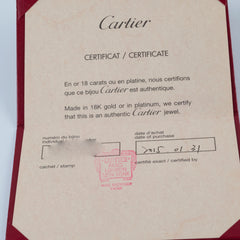 Cartier
CERTIFICAT / CERTIFICATE
En or 18 carats ou en platine, nous certifions
que ce bijou Cartier est authentique.
Made in 18K gold or in platinum, we certify
that this is an authentic Cartier jewel.
numéro du bijou
individual
date d'achat
date of purchase
2015 01 31
cachet / stamp
certifié exact / certified by